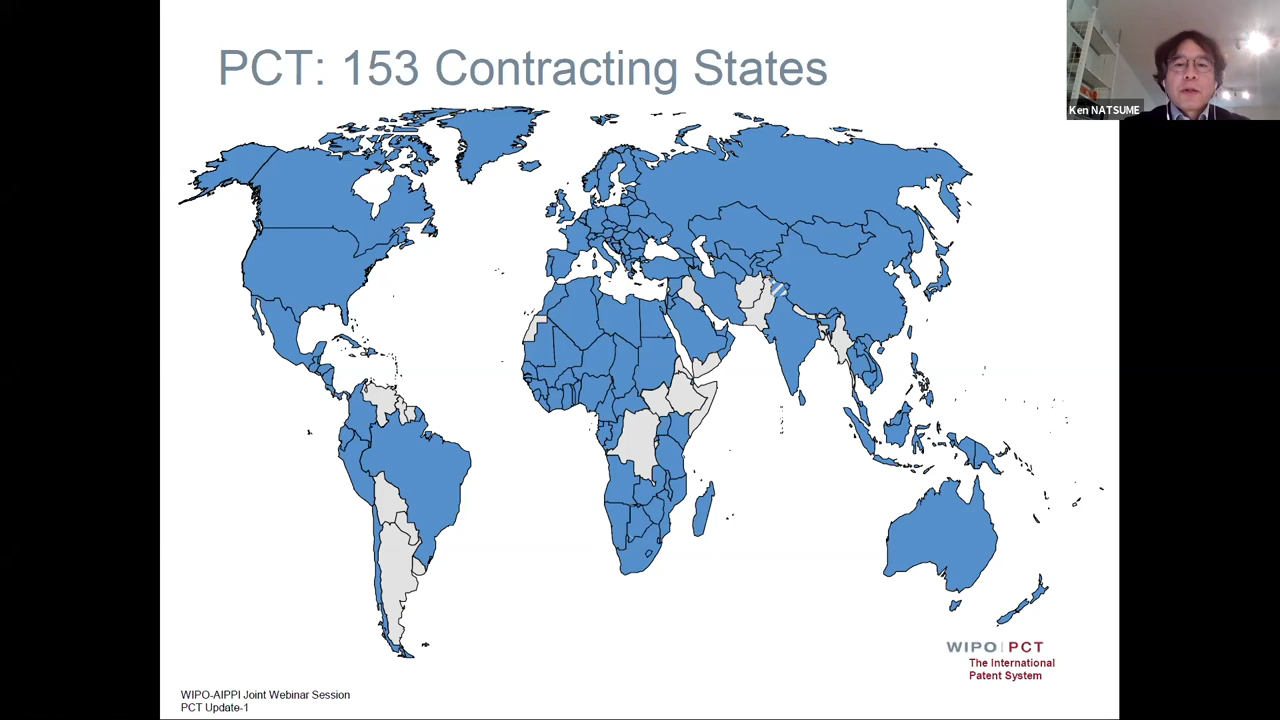 PCT: 153 Contracting States
Ken NATSUME
WIPO | PCT
The International
Patent System
WIPO-AIPPI Joint Webinar Session
PCT Update-1